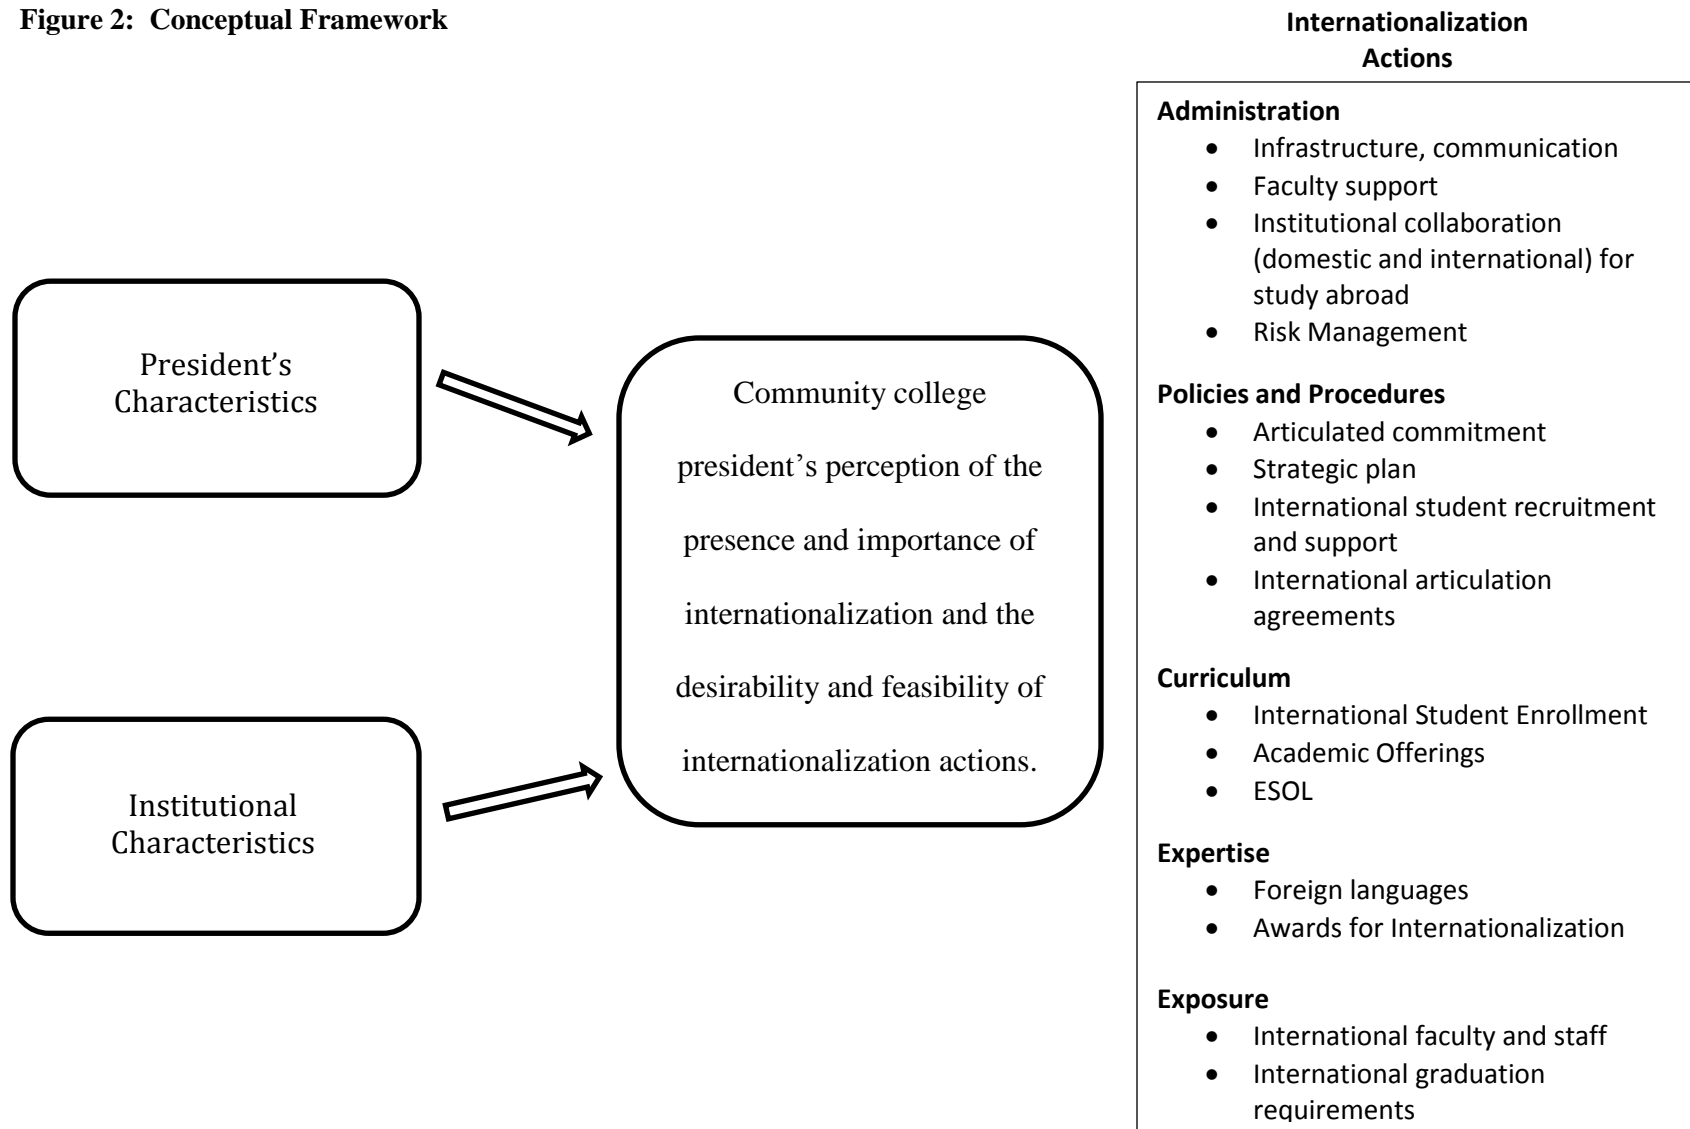 Figure 2: Conceptual Framework
Internationalization
Actions
President’s
Characteristics
Institutional
Characteristics
Community college
president’s perception of the
presence and importance of
internationalization and the
desirability and feasibility of
internationalization actions.
Administration
• Infrastructure, communication
• Faculty support
• Institutional collaboration
(domestic and international) for
study abroad
• Risk Management
Policies and Procedures
• Articulated commitment
• Strategic plan
• International student recruitment
and support
• International articulation
agreements
Curriculum
• International Student Enrollment
• Academic Offerings
• ESOL
Expertise
• Foreign languages
• Awards for Internationalization
Exposure
• International faculty and staff
• International graduation
requirements